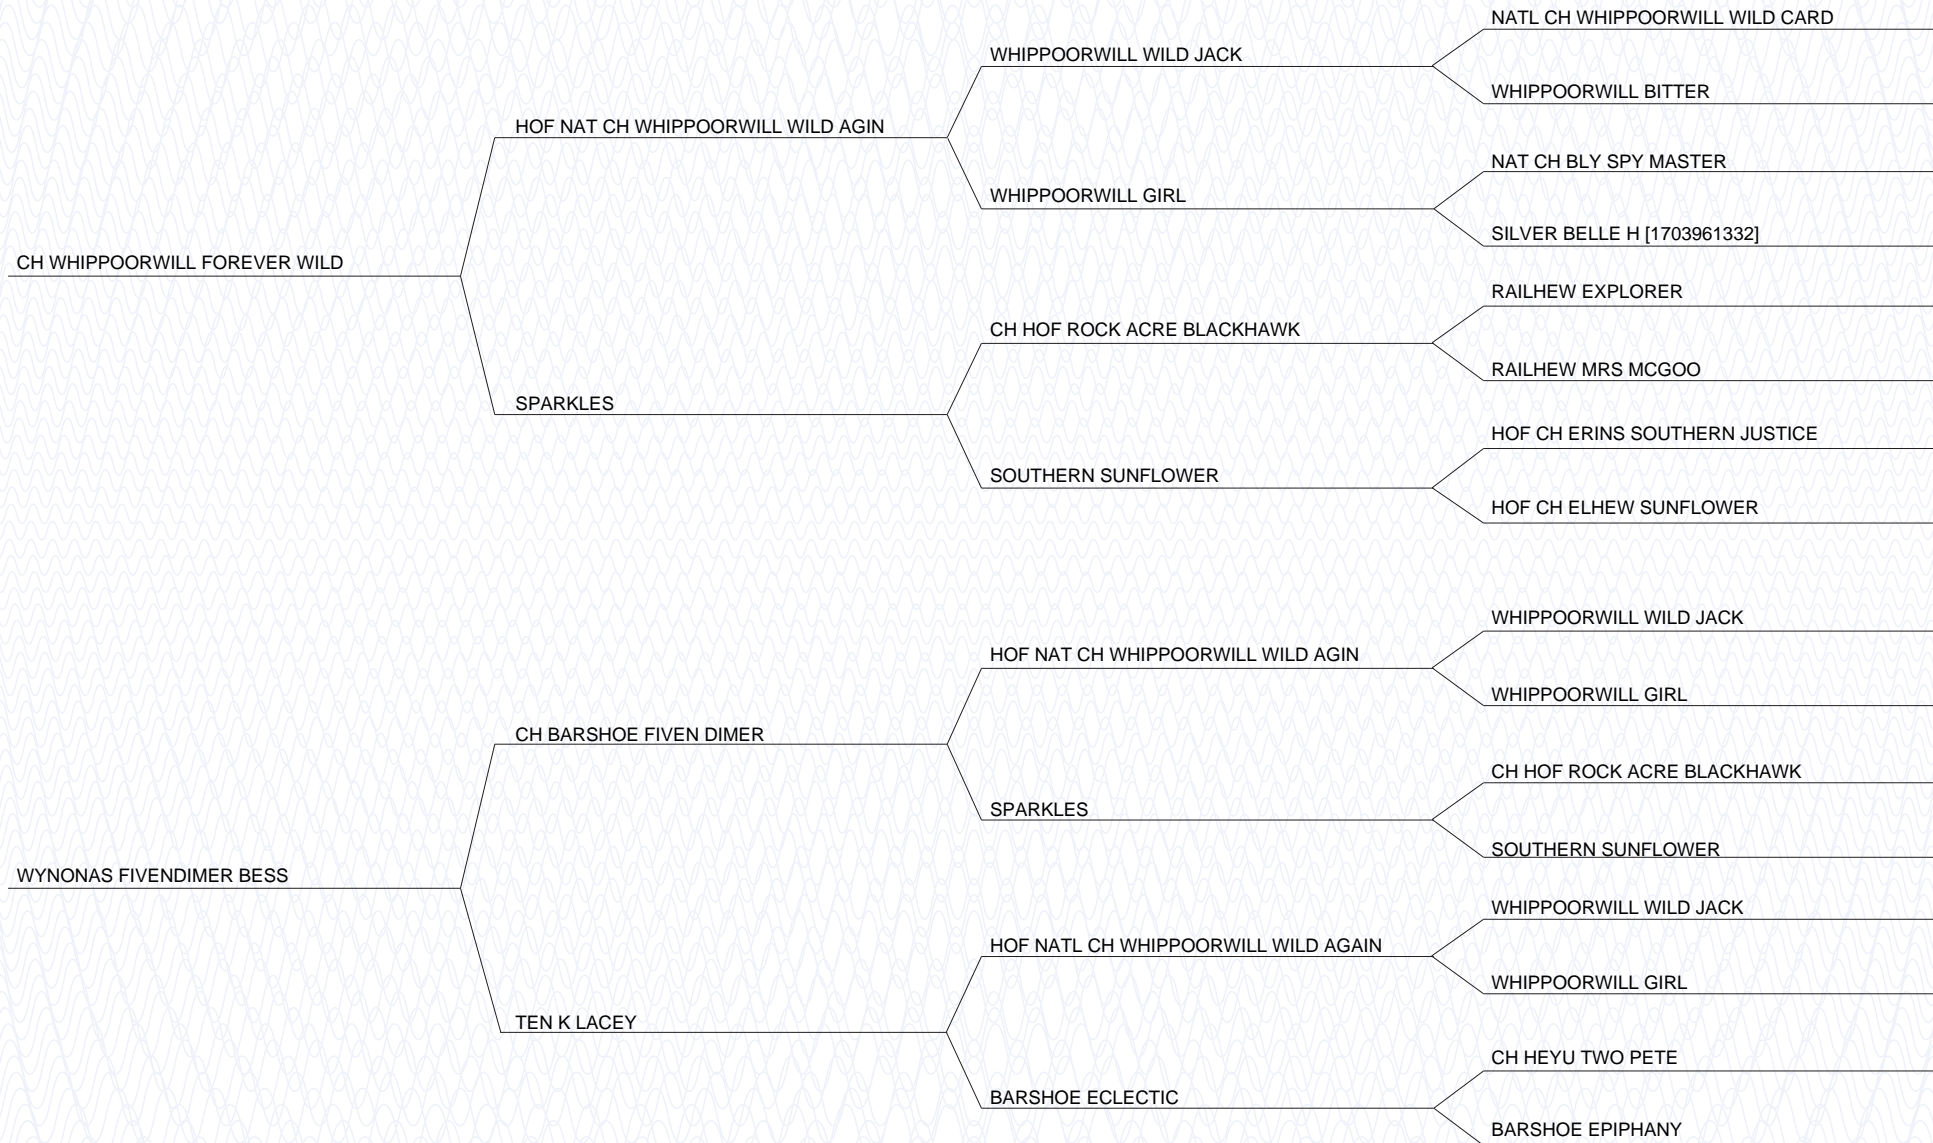 NATL CH WHIPPOORWILL WILD CARD
WHIPPOORWILL WILD JACK
WHIPPOORWILL BITTER
HOF NAT CH WHIPPOORWILL WILD AGIN
NAT CH BLY SPY MASTER
WHIPPOORWILL GIRL
SILVER BELLE H [1703961332]
CH WHIPPOORWILL FOREVER WILD
RAILHEW EXPLORER
CH HOF ROCK ACRE BLACKHAWK
RAILHEW MRS MCGOO
SPARKLES
HOF CH ERINS SOUTHERN JUSTICE
SOUTHERN SUNFLOWER
HOF CH ELHEW SUNFLOWER
WHIPPOORWILL WILD JACK
HOF NAT CH WHIPPOORWILL WILD AGIN
WHIPPOORWILL GIRL
CH BARSHOE FIVEN DIMER
CH HOF ROCK ACRE BLACKHAWK
SPARKLES
SOUTHERN SUNFLOWER
WYNONAS FIVENDIMER BESS
WHIPPOORWILL WILD JACK
HOF NATL CH WHIPPOORWILL WILD AGAIN
WHIPPOORWILL GIRL
TEN K LACEY
CH HEYU TWO PETE
BARSHOE ECLECTIC
BARSHOE EPIPHANY